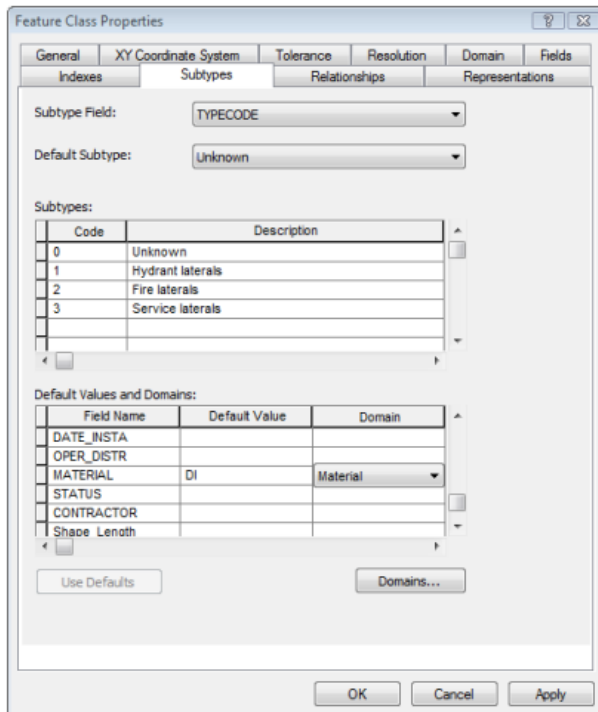 Feature Class Properties
General XY Coordinate System Tolerance Resolution Domain Fields
Indexes Subtypes Relationships Representations
Subtype Field: TYPECODE
Default Subtype: Unknown
Subtypes:
Code Description
0 Unknown
1 Hydrant laterals
2 Fire laterals
3 Service laterals
Default Values and Domains:
Field Name Default Value Domain
DATE_INSTA
OPER_DISTR
MATERIAL DI Material
STATUS
CONTRACTOR
Shape_Length
Use Defaults Domains...
OK Cancel Apply